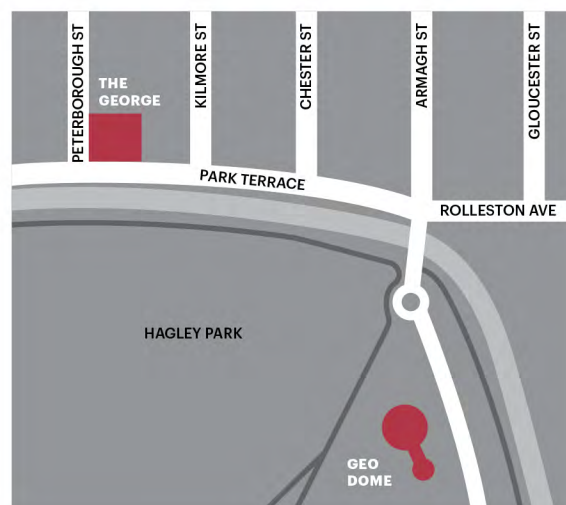 PETERBOROUGH ST
THE
GEORGE
KILMORE ST
CHESTER ST
ARMAGH ST
GLOUCESTER ST
PARK TERRACE
ROLLESTON AVE
HAGLEY PARK
GEO
DOME